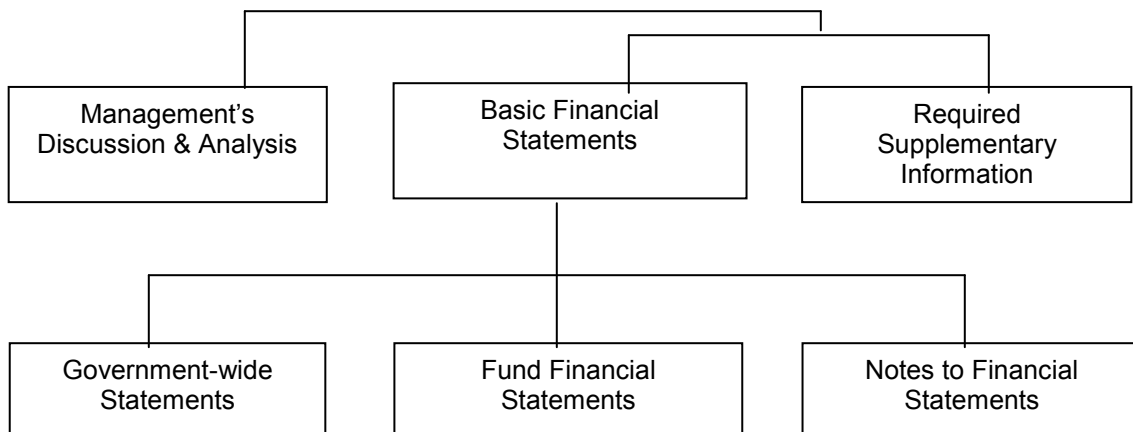 Management’s
Discussion & Analysis
Basic Financial
Statements
Required
Supplementary
Information
Government-wide
Statements
Fund Financial
Statements
Notes to Financial
Statements